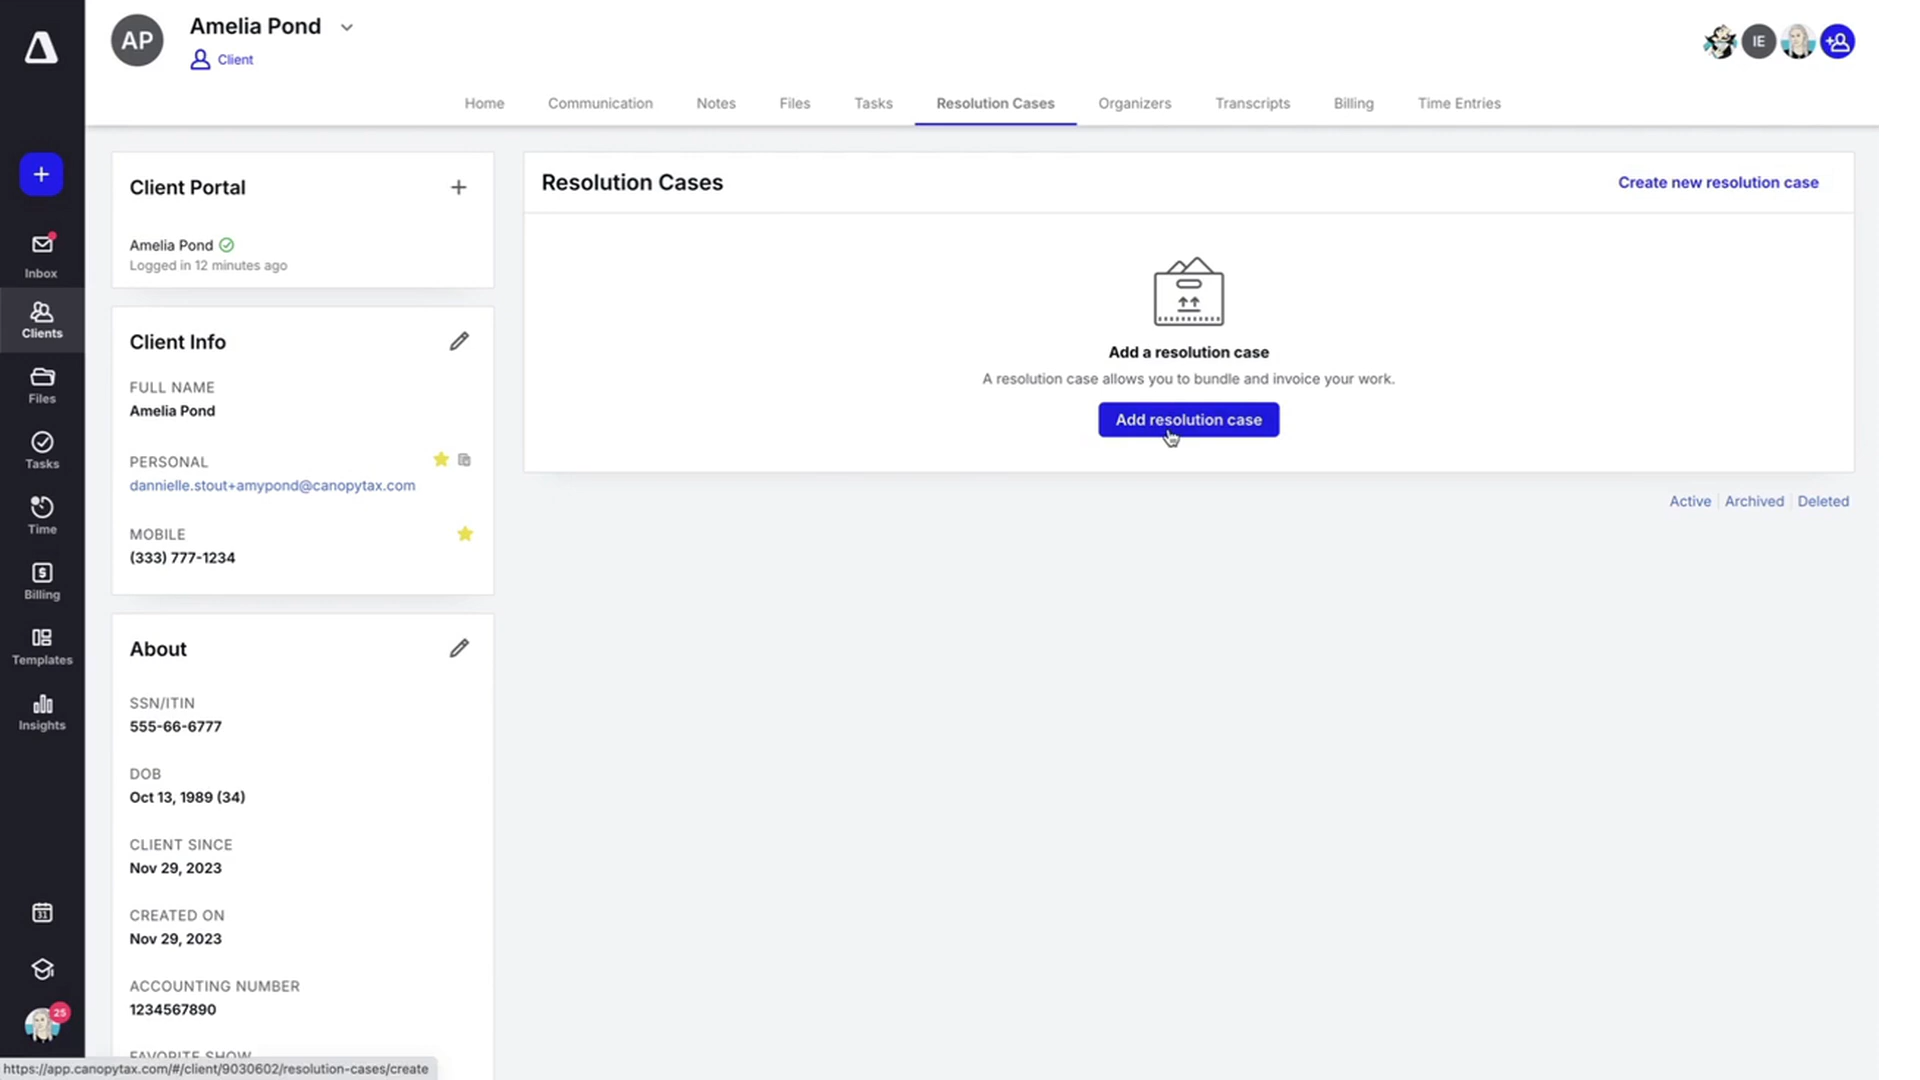 AP
Amelia Pond
Client
IE
Home
Communication
Notes
Files
Tasks
Resolution Cases
Organizers
Transcripts
Billing
Time Entries
Inbox
Clients
Files
Tasks
Time
Billing
Templates
Insights
31
25
Client Portal
Amelia Pond
Logged in 12 minutes ago
Client Info
FULL NAME
Amelia Pond
PERSONAL
dannielle.stout+amypond@canopytax.com
MOBILE
(333) 777-1234
About
SSN/ITIN
555-66-6777
DOB
Oct 13, 1989 (34)
CLIENT SINCE
Nov 29, 2023
CREATED ON
Nov 29, 2023
ACCOUNTING NUMBER
1234567890
FAVORITE SHOW
Resolution Cases
Create new resolution case
Add a resolution case
A resolution case allows you to bundle and invoice your work.
Add resolution case
Active
Archived
Deleted
https://app.canopytax.com/#/client/9030602/resolution-cases/create